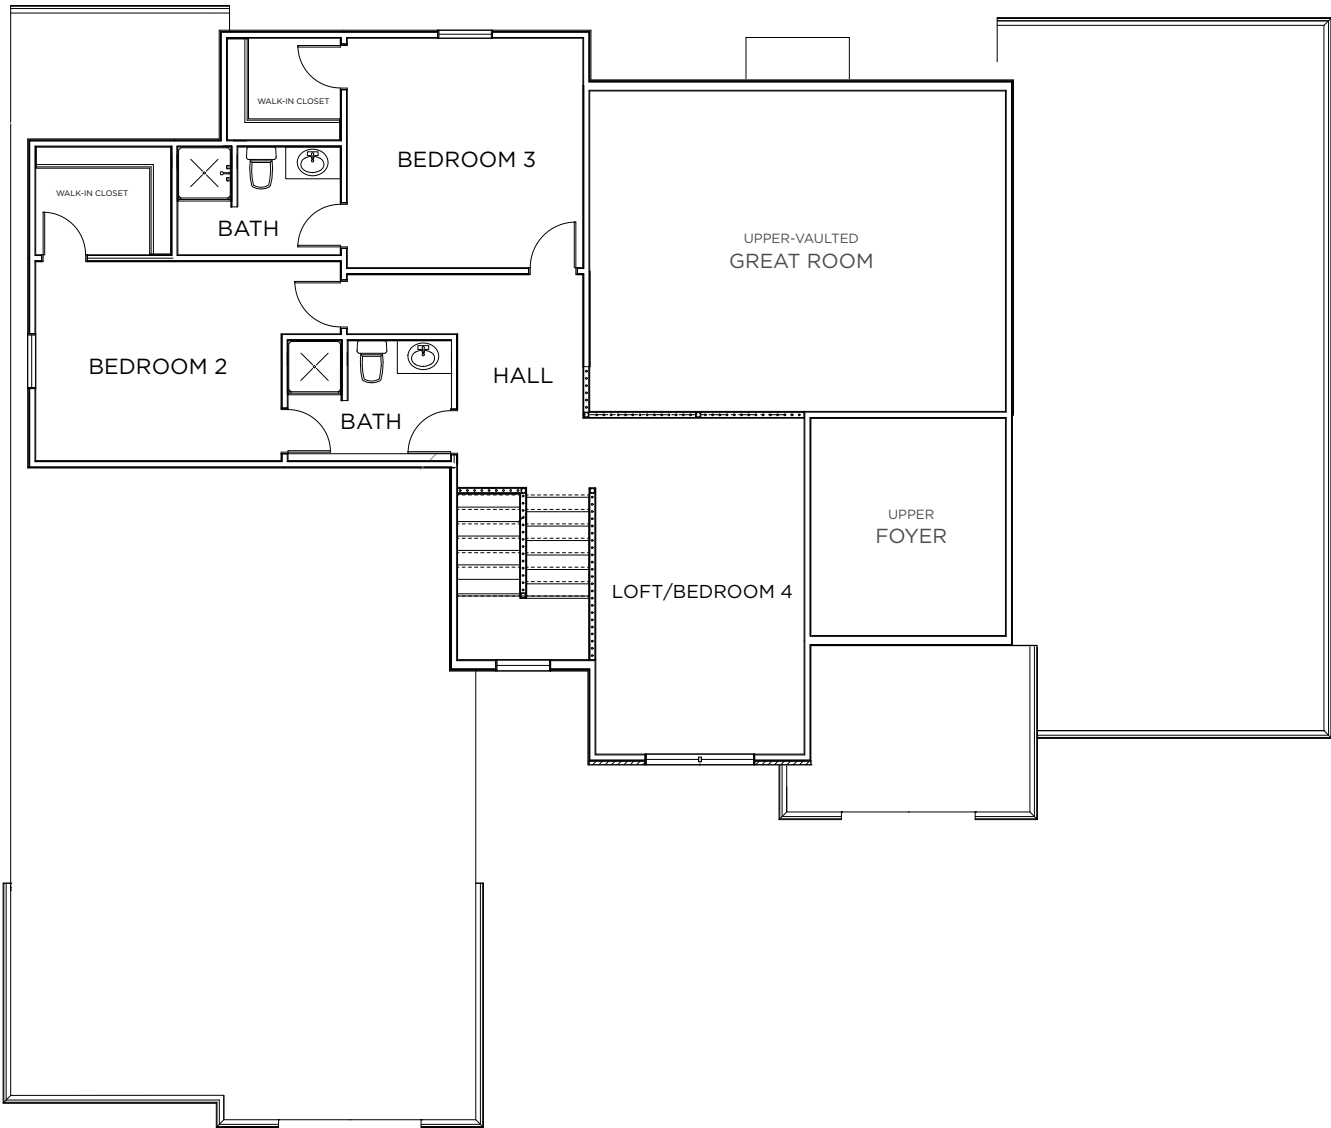 WALK-IN CLOSET
BEDROOM 3
WALK-IN CLOSET
BATH
UPPER-VAULTED
GREAT ROOM
BEDROOM 2
HALL
BATH
UPPER
FOYER
LOFT/BEDROOM 4